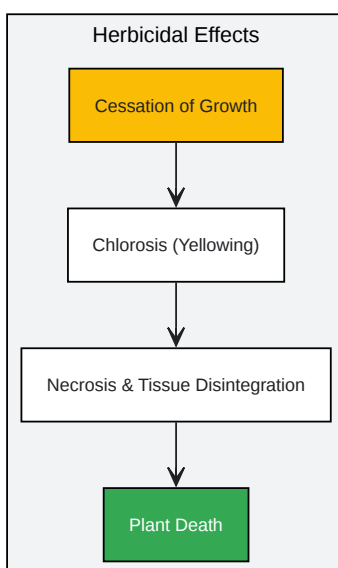 Herbicidal Effects
Cessation of Growth
Chlorosis (Yellowing)
Necrosis & Tissue Disintegration
Plant Death